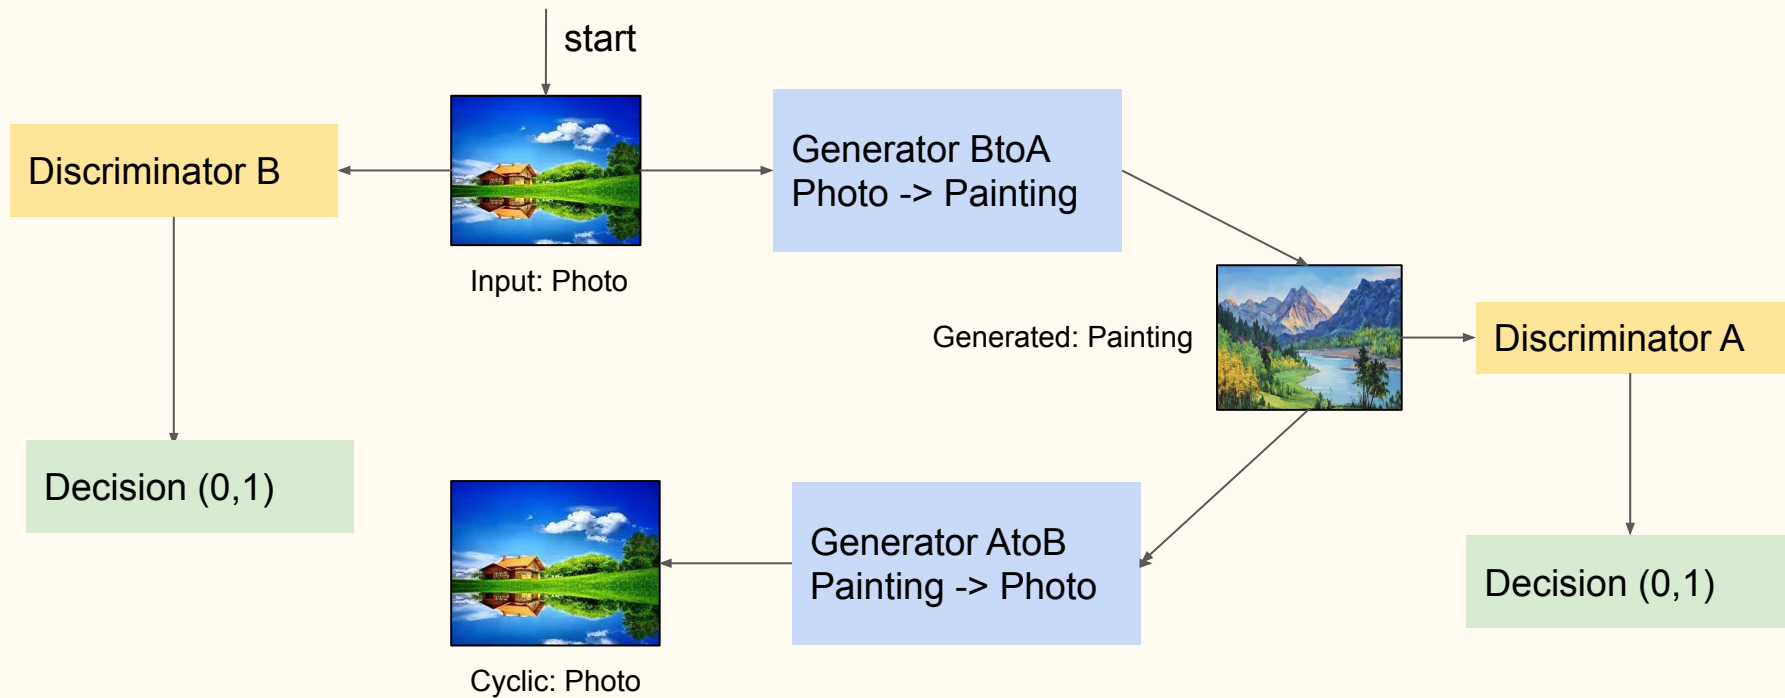 start
Discriminator B
Input: Photo
Generator BtoA
Photo -> Painting
Generated: Painting
Discriminator A
Decision (0,1)
Cyclic: Photo
Generator AtoB
Painting -> Photo
Decision (0,1)